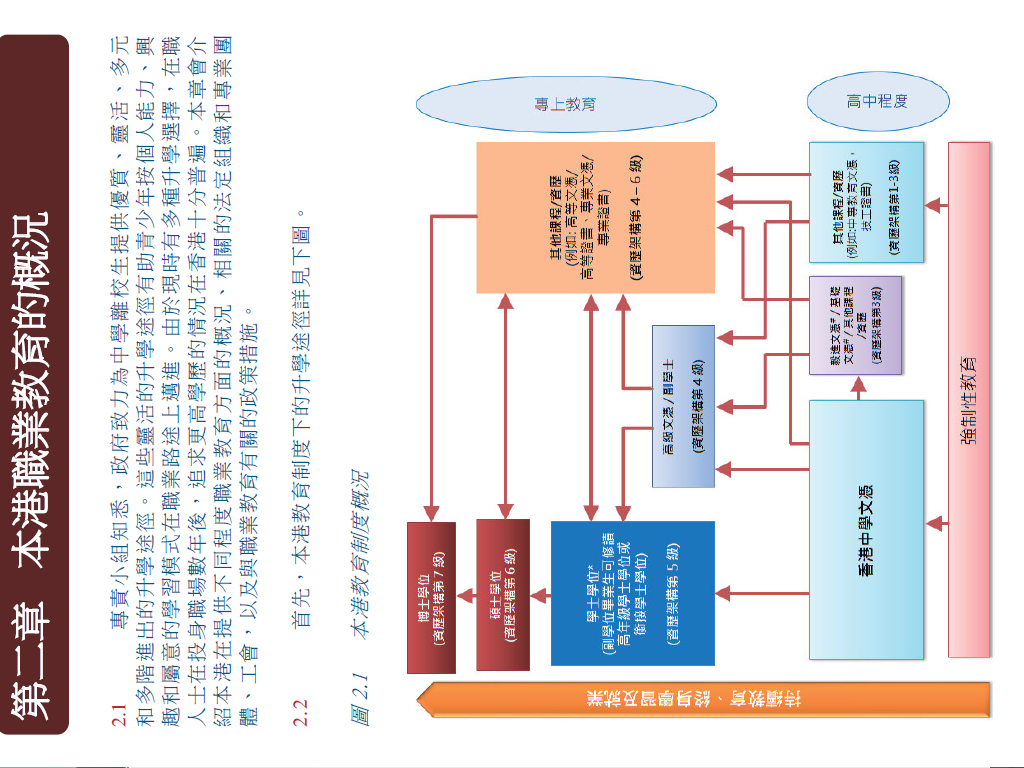 第二章　本港職業教育的概況
2.1 專責小組知悉，政府致力為中學離校生提供優質、靈活、多元
和多階進出的升學途徑。這些靈活的升學途徑有助青少年按個人能力、興
趣和屬意的學習模式在職業路途上邁進。由於現時有多種升學選擇，在職
人士在投身職場數年後，追求更高學歷的情況在香港十分普遍。本章會介
紹本港在提供不同程度職業教育方面的概況、相關的法定組織和專業團
體、工會，以及與職業教育有關的政策措施。
2.2 首先，本港教育制度下的升學途徑詳見下圖。
圖 2.1 本港教育制度概況
持續教育、終身學習及就業
博士學位
(資歷架構第 7 級)
碩士學位
(資歷架構第 6 級)
學士學位*
(副學位畢業生可修讀
高年級學士學位或
銜接學士學位)
(資歷架構第 5 級)
高級文憑 / 副學士
(資歷架構第 4 級)
其他課程/資歷
(例如: 高等文憑/
高等證書、專業文憑/
專業證書)
(資歷架構第 4 – 6 級)
專上教育
香港中學文憑
毅進文憑# / 基礎
文憑# / 其他課程
/資歷
(資歷架構第3級)
其他課程/資歷
(例如:中專教育文憑，
技工證書)
(資歷架構第1-3級)
高中程度
強制性教育